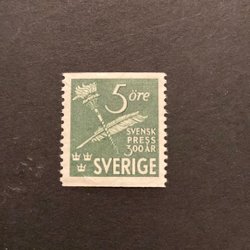 5 öre
SVENSK
PRESS
300 ÅR
SVERIGE